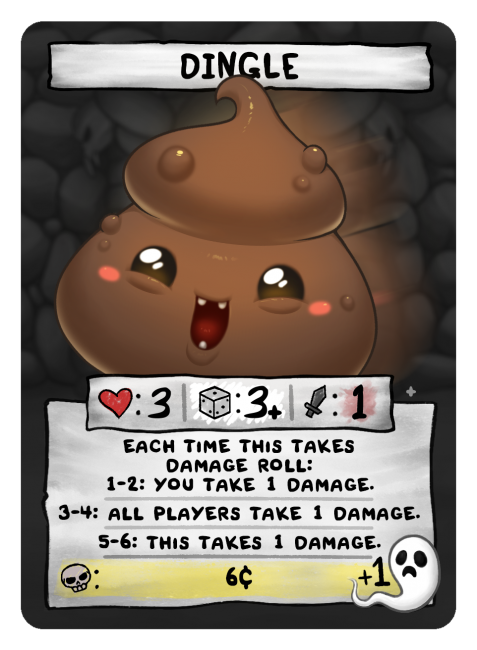 DINGLE
:3 :3+ :1
EACH TIME THIS TAKES
DAMAGE ROLL:
1-2: YOU TAKE 1 DAMAGE.
3-4: ALL PLAYERS TAKE 1 DAMAGE.
5-6: THIS TAKES 1 DAMAGE.
: 6¢ +1